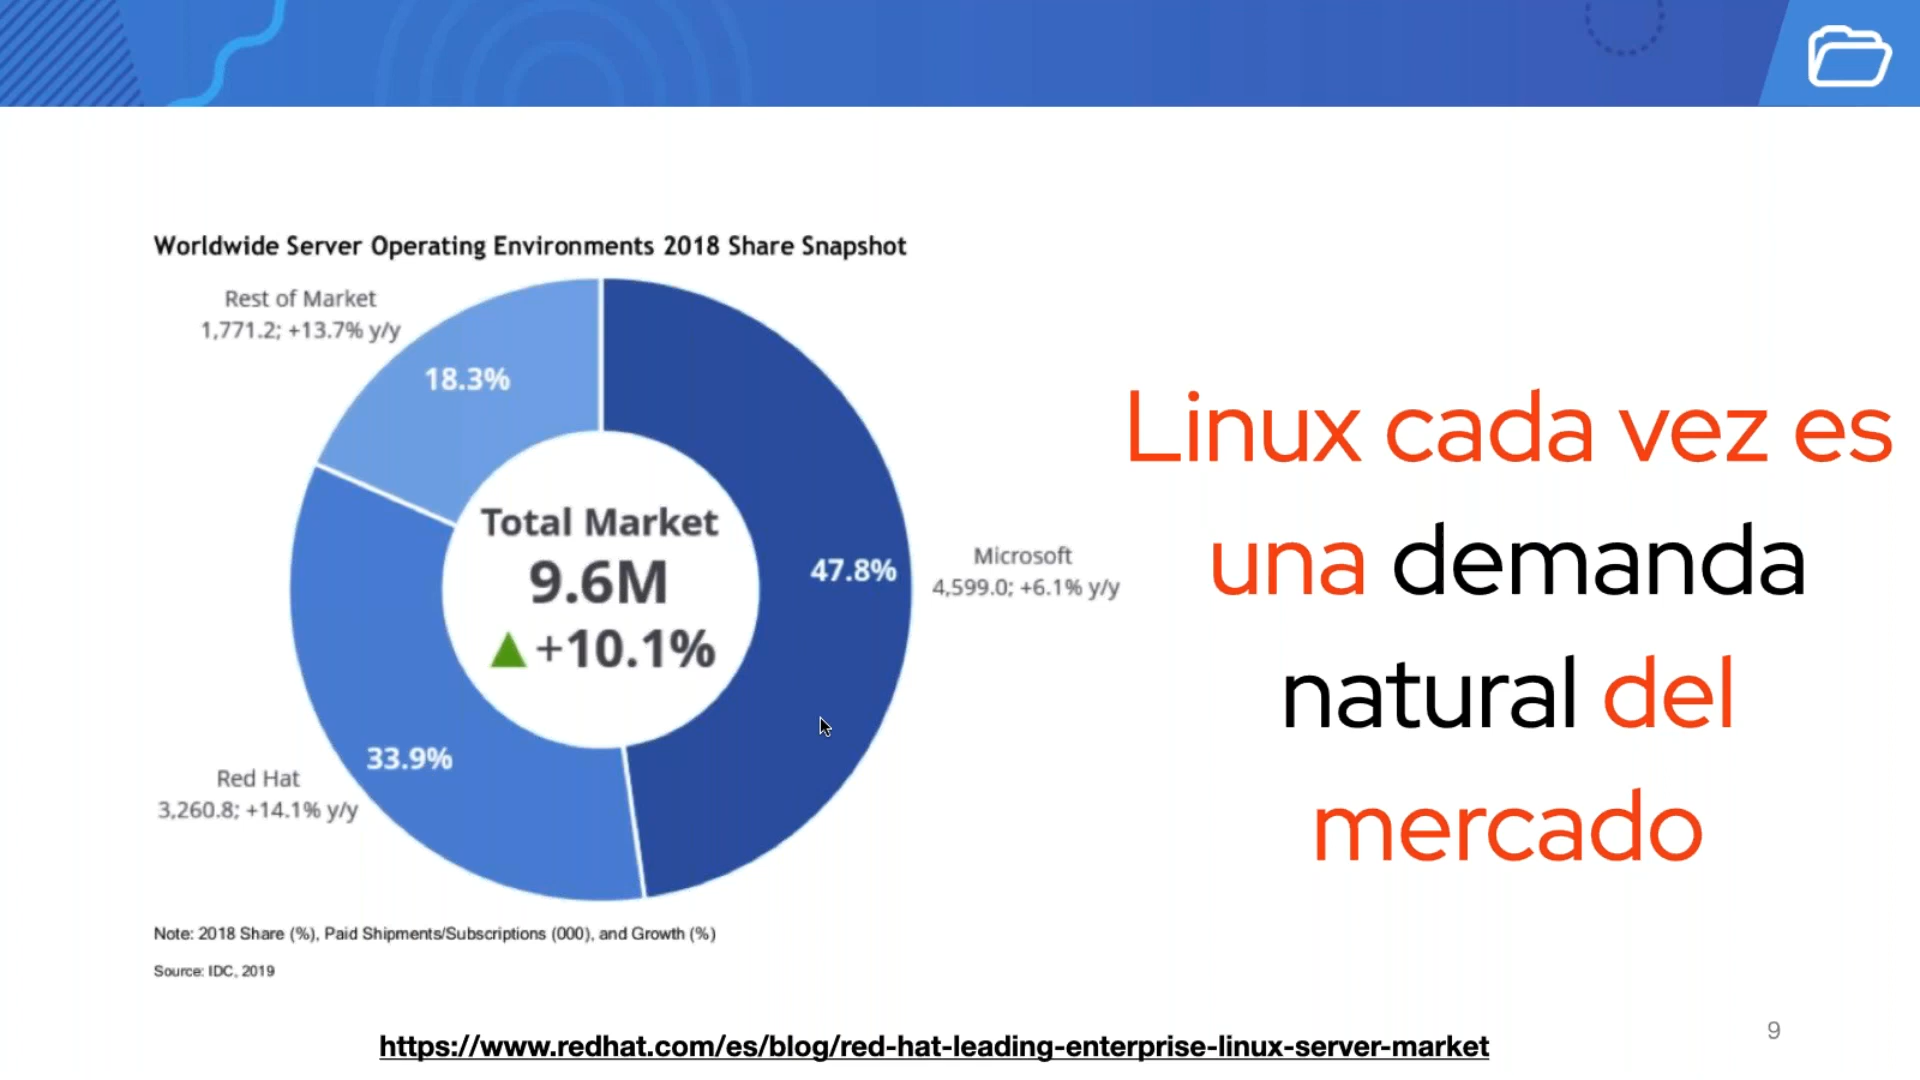 Worldwide Server Operating Environments 2018 Share Snapshot
Rest of Market
1,771.2; +13.7% y/y
18.3%
Total Market
9.6M
+10.1%
47.8%
Microsoft
4,599.0; +6.1% y/y
33.9%
Red Hat
3,260.8; +14.1% y/y
Note: 2018 Share (%), Paid Shipments/Subscriptions (000), and Growth (%)
Source: IDC, 2019
Linux cada vez es
una demanda
natural del
mercado
https://www.redhat.com/es/blog/red-hat-leading-enterprise-linux-server-market
9